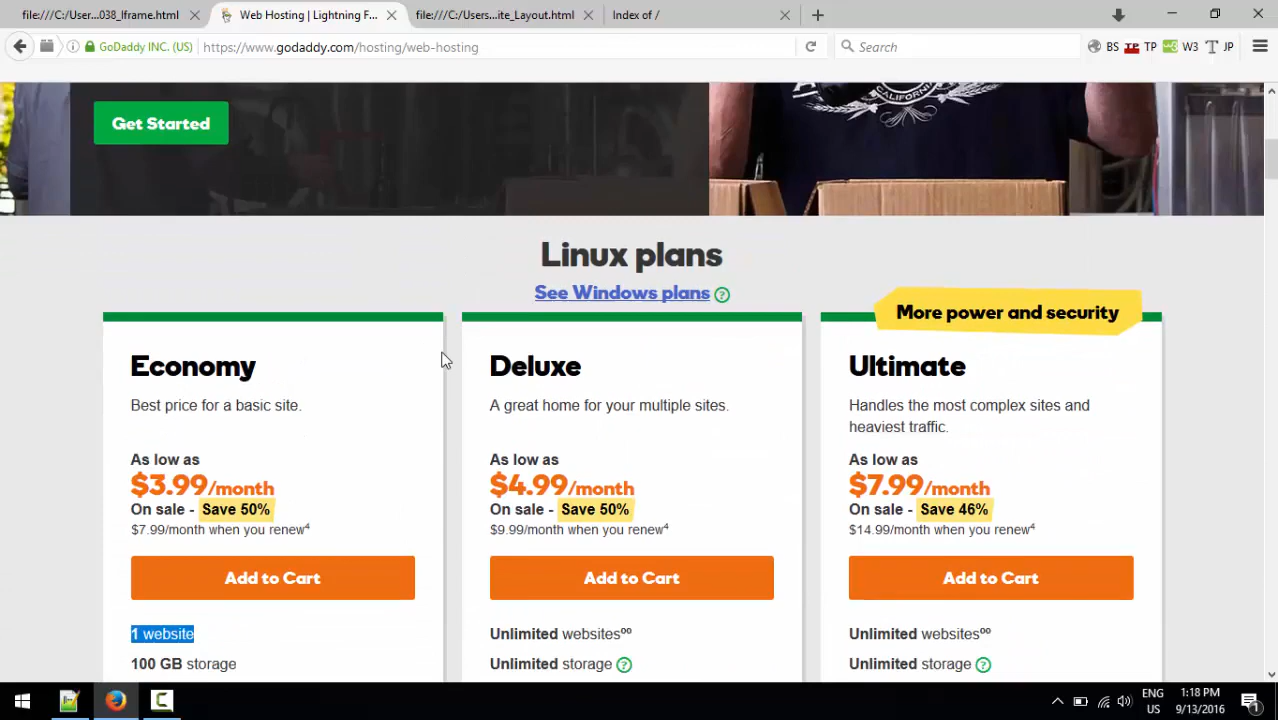 file:///C:/User...038_Iframe.html
Web Hosting | Lightning F...
file:///C:/Users...ite_Layout.html
Index of /
GoDaddy INC. (US)
https://www.godaddy.com/hosting/web-hosting
Search
BS
TP
TP
W3
T
JP
Get Started
CALIFORNIA
Linux plans
See Windows plans ?
More power and security
Economy
Best price for a basic site.
As low as
$3.99/month
On sale - Save 50%
$7.99/month when you renew⁴
Add to Cart
1 website
100 GB storage
Deluxe
A great home for your multiple sites.
As low as
$4.99/month
On sale - Save 50%
$9.99/month when you renew⁴
Add to Cart
Unlimited websites⁰⁰
Unlimited storage ?
Ultimate
Handles the most complex sites and
heaviest traffic.
As low as
$7.99/month
On sale - Save 46%
$14.99/month when you renew⁴
Add to Cart
Unlimited websites⁰⁰
Unlimited storage ?
ENG
US
1:18 PM
9/13/2016
1